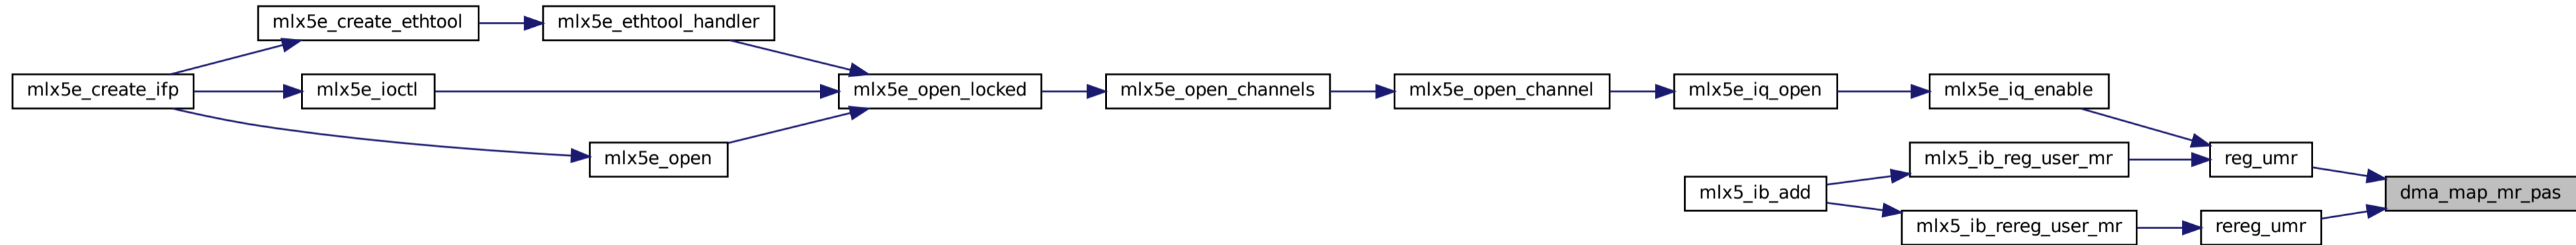 mlx5e_create_ethtool
mlx5e_ethtool_handler
mlx5e_create_ifp
mlx5e_ioctl
mlx5e_open_locked
mlx5e_open_channels
mlx5e_open_channel
mlx5e_iq_open
mlx5e_iq_enable
mlx5e_open
mlx5_ib_reg_user_mr
reg_umr
mlx5_ib_add
dma_map_mr_pas
mlx5_ib_rereg_user_mr
rereg_umr